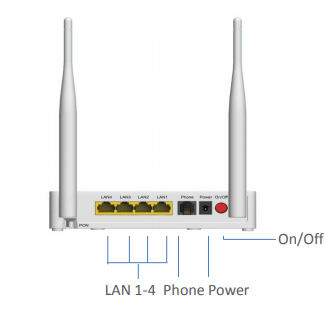 LAN4 LAN3 LAN2 LAN1 Phone Power On/Off
PON
On/Off
LAN 1-4 Phone Power